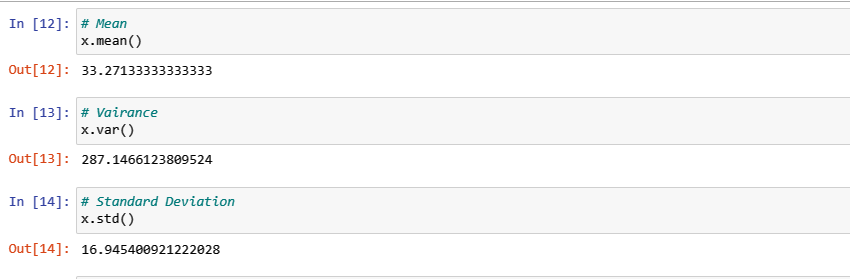 In [12]: # Mean
x.mean()
Out[12]: 33.27133333333333
In [13]: # Vairance
x.var()
Out[13]: 287.1466123809524
In [14]: # Standard Deviation
x.std()
Out[14]: 16.945400921222028